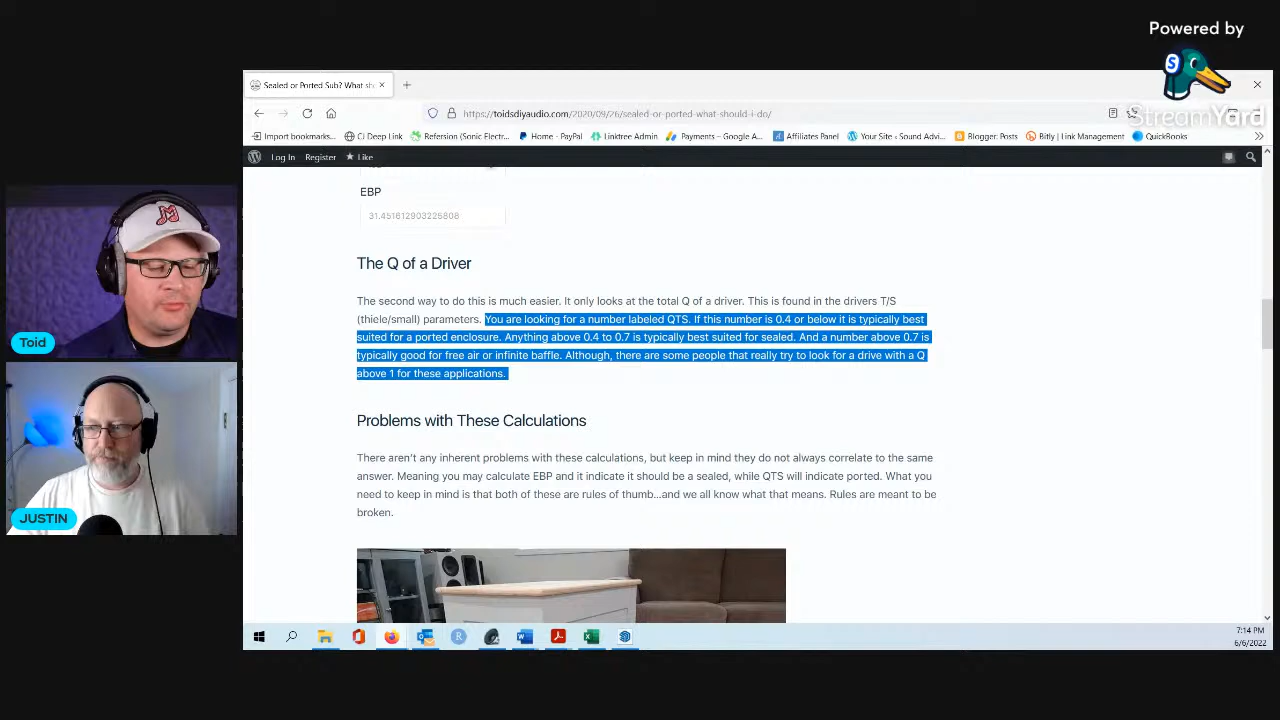 Powered by
S
StreamYard
Sealed or Ported Sub? What sho
https://toidsdiyaudio.com/2020/09/26/sealed-or-ported-what-should-i-do/
Import bookmarks...
CJ Deep Link
Refersion (Sonic Electr...
Home - PayPal
Linktree Admin
Payments – Google A...
Affiliates Panel
Your Site ‹ Sound Advi...
Blogger: Posts
Bitly | Link Management
QuickBooks
Log In
Register
Like
EBP
31.451612903225808
The Q of a Driver
The second way to do this is much easier. It only looks at the total Q of a driver. This is found in the drivers T/S
(thiele/small) parameters. You are looking for a number labeled QTS. If this number is 0.4 or below it is typically best
suited for a ported enclosure. Anything above 0.4 to 0.7 is typically best suited for sealed. And a number above 0.7 is
typically good for free air or infinite baffle. Although, there are some people that really try to look for a drive with a Q
above 1 for these applications.
Problems with These Calculations
There aren't any inherent problems with these calculations, but keep in mind they do not always correlate to the same
answer. Meaning you may calculate EBP and it indicate it should be a sealed, while QTS will indicate ported. What you
need to keep in mind is that both of these are rules of thumb...and we all know what that means. Rules are meant to be
broken.
Toid
JUSTIN
7:14 PM
6/6/2022